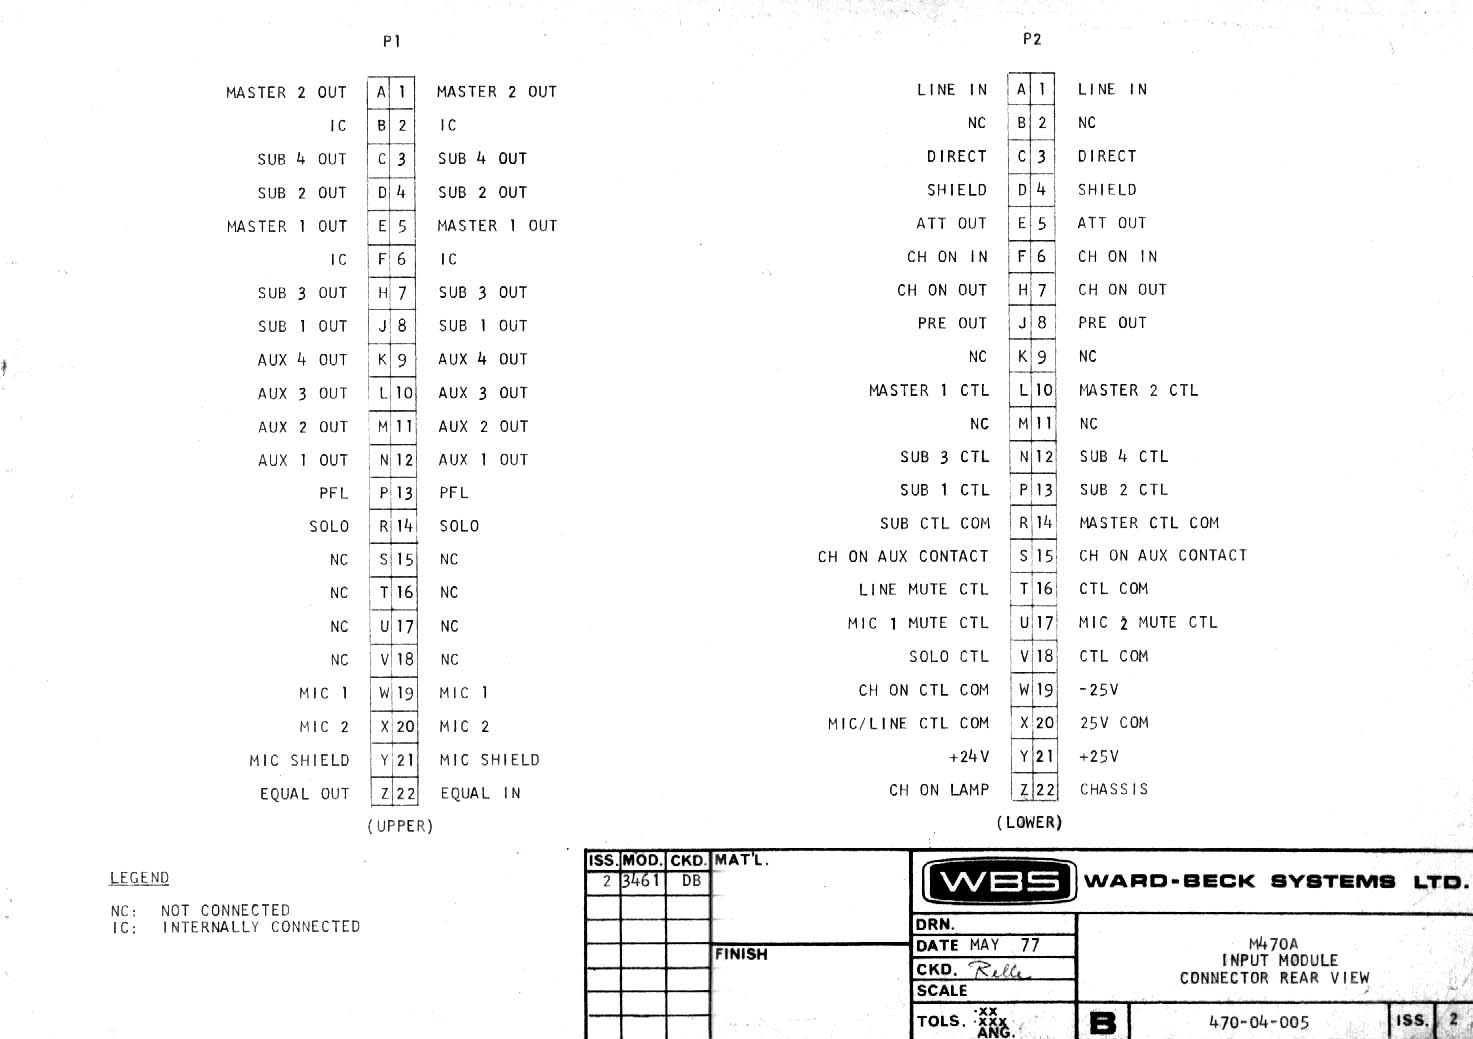 P1
MASTER 2 OUT A 1 MASTER 2 OUT
IC B 2 IC
SUB 4 OUT C 3 SUB 4 OUT
SUB 2 OUT D 4 SUB 2 OUT
MASTER 1 OUT E 5 MASTER 1 OUT
IC F 6 IC
SUB 3 OUT H 7 SUB 3 OUT
SUB 1 OUT J 8 SUB 1 OUT
AUX 4 OUT K 9 AUX 4 OUT
AUX 3 OUT L 10 AUX 3 OUT
AUX 2 OUT M 11 AUX 2 OUT
AUX 1 OUT N 12 AUX 1 OUT
PFL P 13 PFL
SOLO R 14 SOLO
NC S 15 NC
NC T 16 NC
NC U 17 NC
NC V 18 NC
MIC 1 W 19 MIC 1
MIC 2 X 20 MIC 2
MIC SHIELD Y 21 MIC SHIELD
EQUAL OUT Z 22 EQUAL IN
(UPPER)
P2
LINE IN A 1 LINE IN
NC B 2 NC
DIRECT C 3 DIRECT
SHIELD D 4 SHIELD
ATT OUT E 5 ATT OUT
CH ON IN F 6 CH ON IN
CH ON OUT H 7 CH ON OUT
PRE OUT J 8 PRE OUT
NC K 9 NC
MASTER 1 CTL L 10 MASTER 2 CTL
NC M 11 NC
SUB 3 CTL N 12 SUB 4 CTL
SUB 1 CTL P 13 SUB 2 CTL
SUB CTL COM R 14 MASTER CTL COM
CH ON AUX CONTACT S 15 CH ON AUX CONTACT
LINE MUTE CTL T 16 CTL COM
MIC 1 MUTE CTL U 17 MIC 2 MUTE CTL
SOLO CTL V 18 CTL COM
CH ON CTL COM W 19 -25V
MIC/LINE CTL COM X 20 25V COM
+24V Y 21 +25V
CH ON LAMP Z 22 CHASSIS
(LOWER)
LEGEND
NC: NOT CONNECTED
IC: INTERNALLY CONNECTED
ISS. MOD. CKD. MAT'L.
2 3461 DB
FINISH
WBS WARD-BECK SYSTEMS LTD.
DRN.
DATE MAY 77
CKD.
SCALE
TOLS. .XX
.XXX
ANG.
M470A
INPUT MODULE
CONNECTOR REAR VIEW
B 470-04-005 ISS. 2